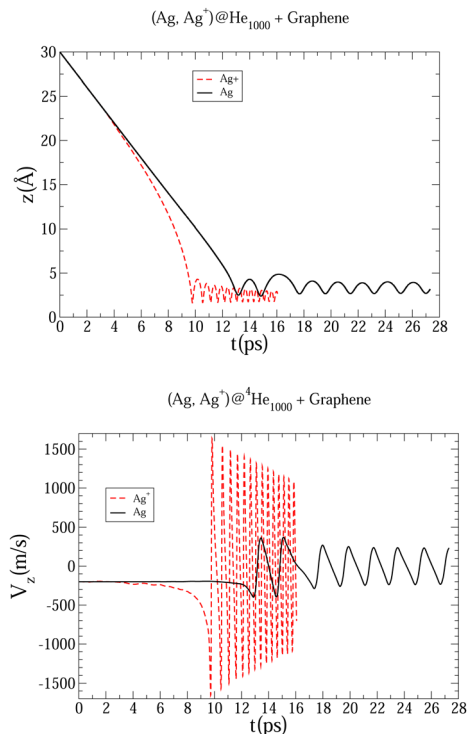 (Ag, Ag⁺)@He₁₀₀₀ + Graphene
30
25
20
15
10
5
0
z(Å)
Ag+
Ag
0 2 4 6 8 10 12 14 16 18 20 22 24 26 28
t(ps)
(Ag, Ag⁺)@⁴He₁₀₀₀ + Graphene
1500
1000
500
0
-500
-1000
-1500
V_z (m/s)
Ag⁺
Ag
0 2 4 6 8 10 12 14 16 18 20 22 24 26 28
t(ps)